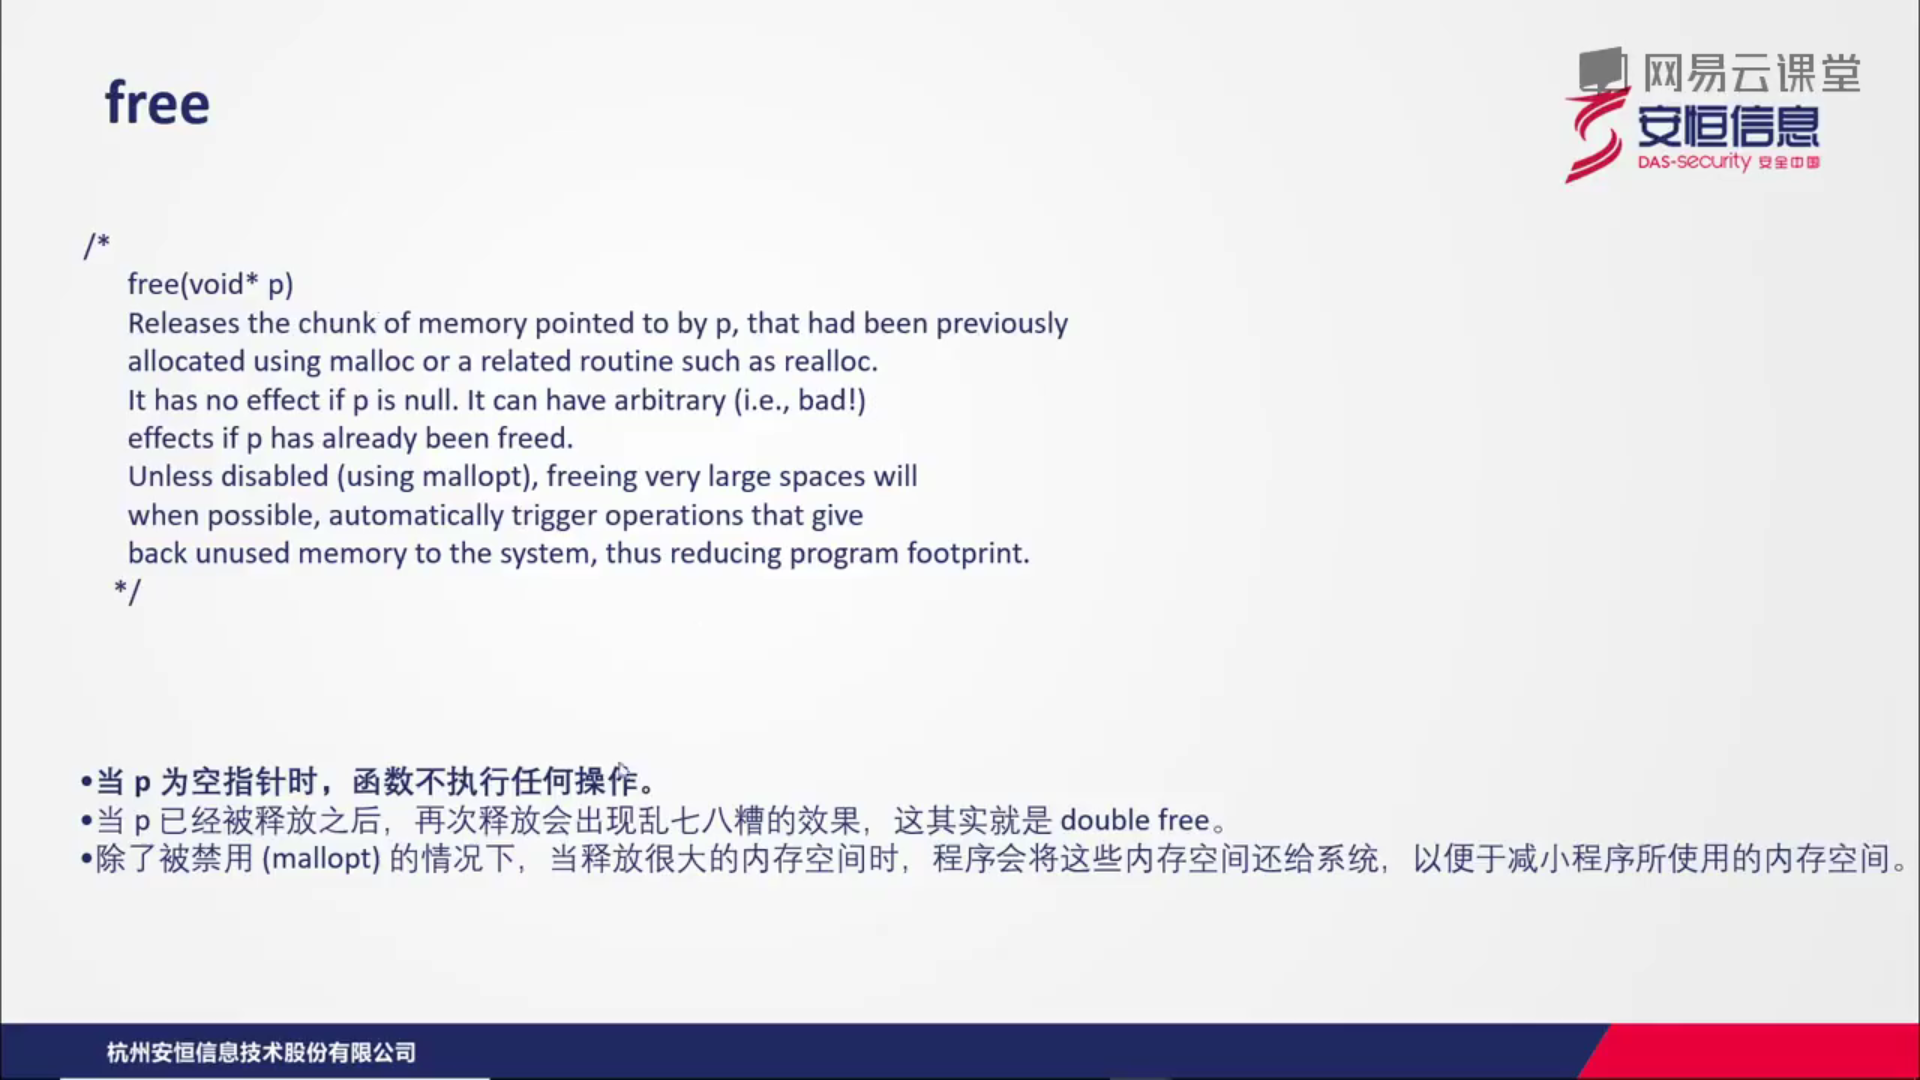 free
网易云课堂
安恒信息
DAS-security 安全中国
/*
free(void* p)
Releases the chunk of memory pointed to by p, that had been previously
allocated using malloc or a related routine such as realloc.
It has no effect if p is null. It can have arbitrary (i.e., bad!)
effects if p has already been freed.
Unless disabled (using mallopt), freeing very large spaces will
when possible, automatically trigger operations that give
back unused memory to the system, thus reducing program footprint.
*/
•当 p 为空指针时，函数不执行任何操作。
•当 p 已经被释放之后，再次释放会出现乱七八糟的效果，这其实就是 double free。
•除了被禁用 (mallopt) 的情况下，当释放很大的内存空间时，程序会将这些内存空间还给系统，以便于减小程序所使用的内存空间。
杭州安恒信息技术股份有限公司